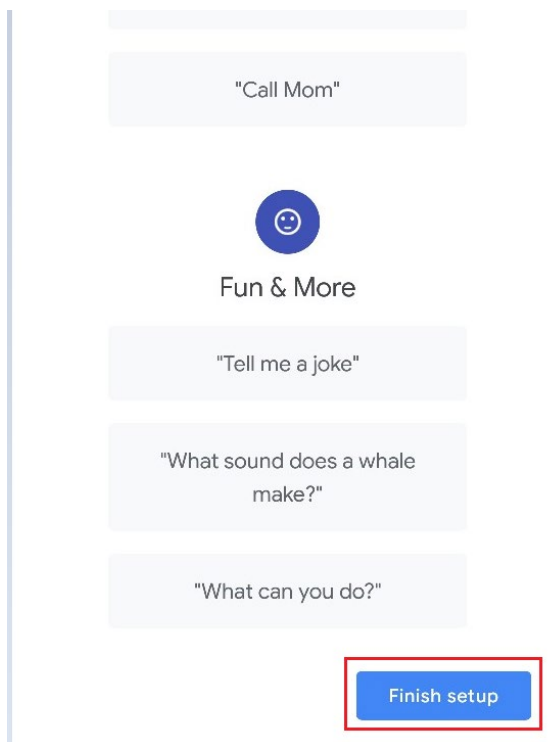 "Call Mom"
Fun & More
"Tell me a joke"
"What sound does a whale
make?"
"What can you do?"
Finish setup